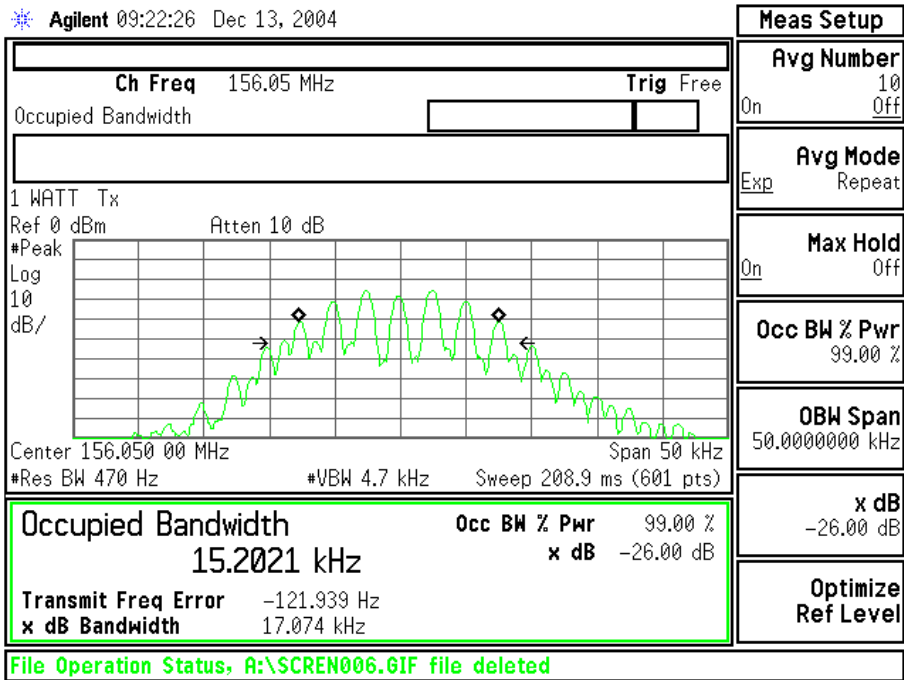 Agilent 09:22:26 Dec 13, 2004
Ch Freq 156.05 MHz Trig Free
Occupied Bandwidth
1 WATT Tx
Ref 0 dBm Atten 10 dB
#Peak
Log
10
dB/
Center 156.050 00 MHz Span 50 kHz
#Res BW 470 Hz #VBW 4.7 kHz Sweep 208.9 ms (601 pts)
Occupied Bandwidth Occ BW % Pwr 99.00 %
15.2021 kHz x dB -26.00 dB
Transmit Freq Error -121.939 Hz
x dB Bandwidth 17.074 kHz
File Operation Status, A:\SCREN006.GIF file deleted
Meas Setup
Avg Number
10
On Off
Avg Mode
Exp Repeat
Max Hold
On Off
Occ BW % Pwr
99.00 %
OBW Span
50.0000000 kHz
x dB
-26.00 dB
Optimize
Ref Level